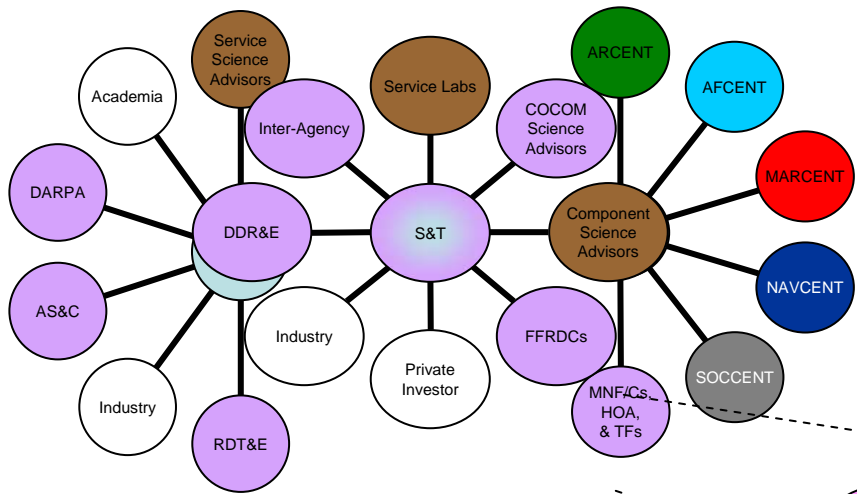 Service
Science
Advisors
Academia
DARPA
AS&C
Industry
RDT&E
DDR&E
Inter-Agency
Service Labs
COCOM
Science
Advisors
S&T
Industry
Private
Investor
FFRDCs
Component
Science
Advisors
ARCENT
AFCENT
MARCENT
NAVCENT
SOCCENT
MNF/Cs,
HOA,
& TFs